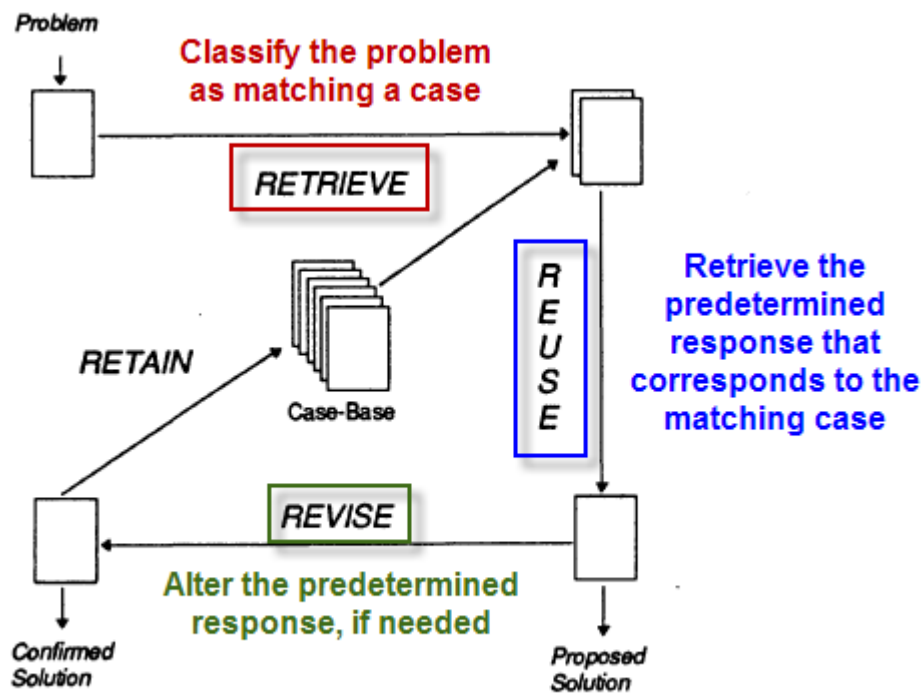 Problem
Classify the problem
as matching a case
RETRIEVE
R
E
U
S
E
Retrieve the
predetermined
response that
corresponds to the
matching case
RETAIN
Case-Base
REVISE
Alter the predetermined
response, if needed
Confirmed
Solution
Proposed
Solution